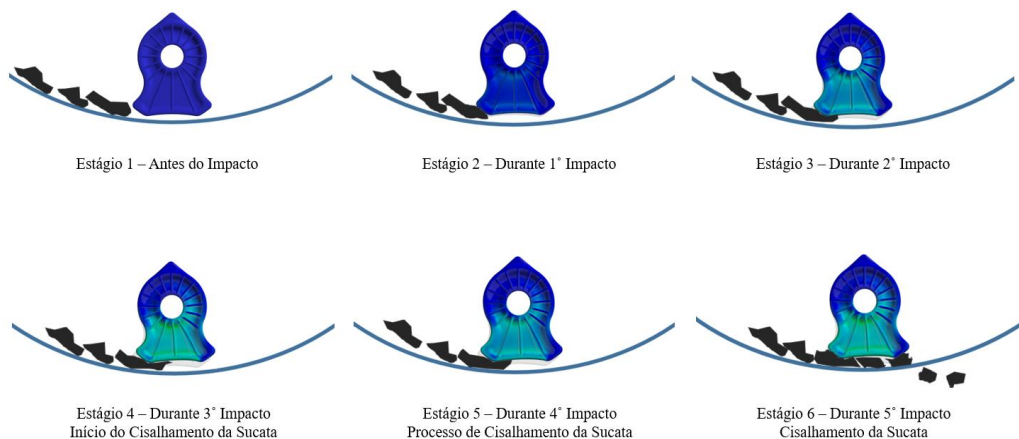 Estágio 1 – Antes do Impacto
Estágio 2 – Durante 1˚ Impacto
Estágio 3 – Durante 2˚ Impacto
Estágio 4 – Durante 3˚ Impacto
Início do Cisalhamento da Sucata
Estágio 5 – Durante 4˚ Impacto
Processo de Cisalhamento da Sucata
Estágio 6 – Durante 5˚ Impacto
Cisalhamento da Sucata